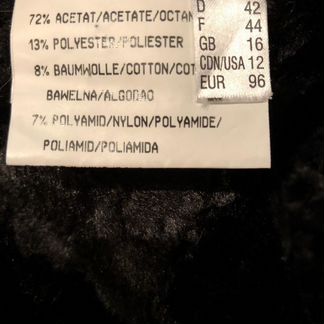 72% ACETAT/ACETATE/OCTAN
13% POLYESTER/POLIESTER
8% BAUMWOLLE/COTTON/COT
BAWELNA/ALGODAO
7% POLYAMID/NYLON/POLYAMIDE/
POLIAMID/POLIAMIDA
D 42
F 44
GB 16
CDN/USA 12
EUR 96